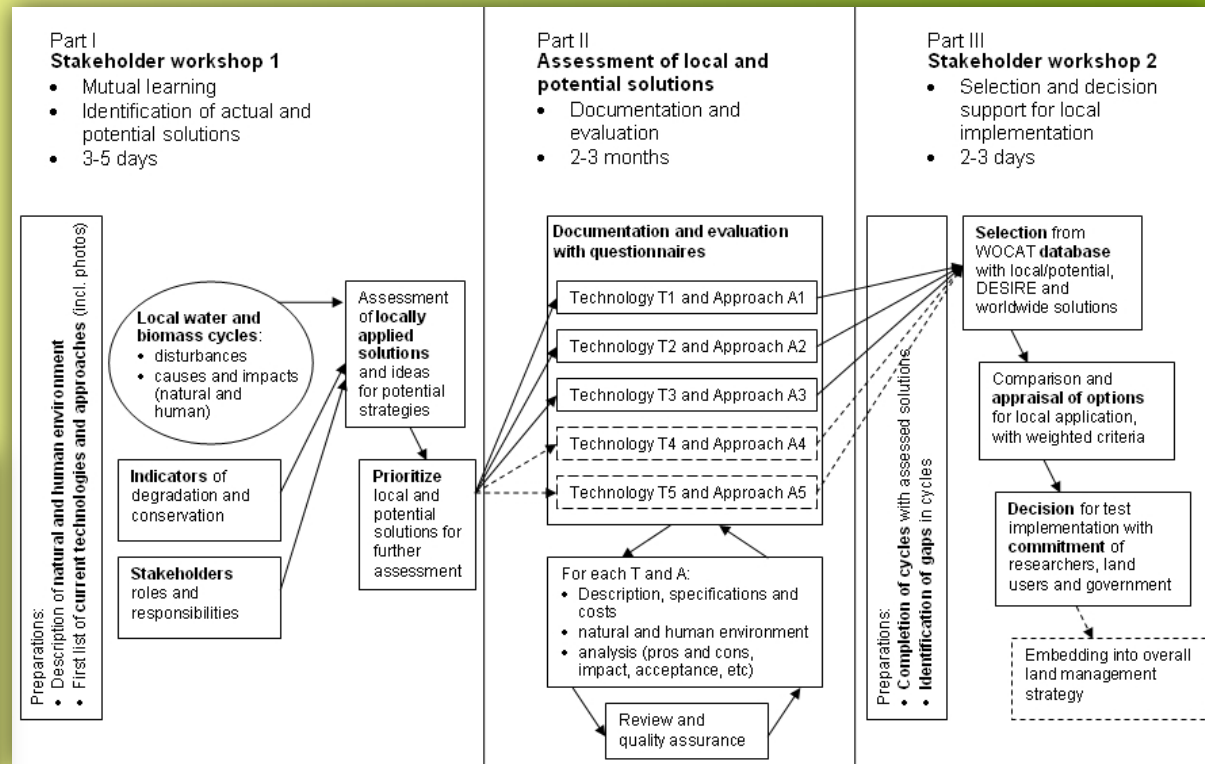 Part I
Stakeholder workshop 1
• Mutual learning
• Identification of actual and
potential solutions
• 3-5 days
Preparations:
• Description of natural and human environment
• First list of current technologies and approaches (incl. photos)
Local water and
biomass cycles:
• disturbances
• causes and impacts
(natural and
human)
Indicators of
degradation and
conservation
Stakeholders
roles and
responsibilities
Assessment
of locally
applied
solutions
and ideas
for potential
strategies
Prioritize
local and
potential
solutions for
further
assessment
Part II
Assessment of local and
potential solutions
• Documentation and
evaluation
• 2-3 months
Documentation and evaluation
with questionnaires
Technology T1 and Approach A1
Technology T2 and Approach A2
Technology T3 and Approach A3
Technology T4 and Approach A4
Technology T5 and Approach A5
For each T and A:
• Description, specifications and
costs
• natural and human environment
• analysis (pros and cons,
impact, acceptance, etc)
Review and
quality assurance
Part III
Stakeholder workshop 2
• Selection and decision
support for local
implementation
• 2-3 days
Preparations:
• Completion of cycles with assessed solutions
• Identification of gaps in cycles
Selection from
WOCAT database
with local/potential,
DESIRE and
worldwide solutions
Comparison and
appraisal of options
for local application,
with weighted criteria
Decision for test
implementation with
commitment of
researchers, land
users and government
Embedding into overall
land management
strategy